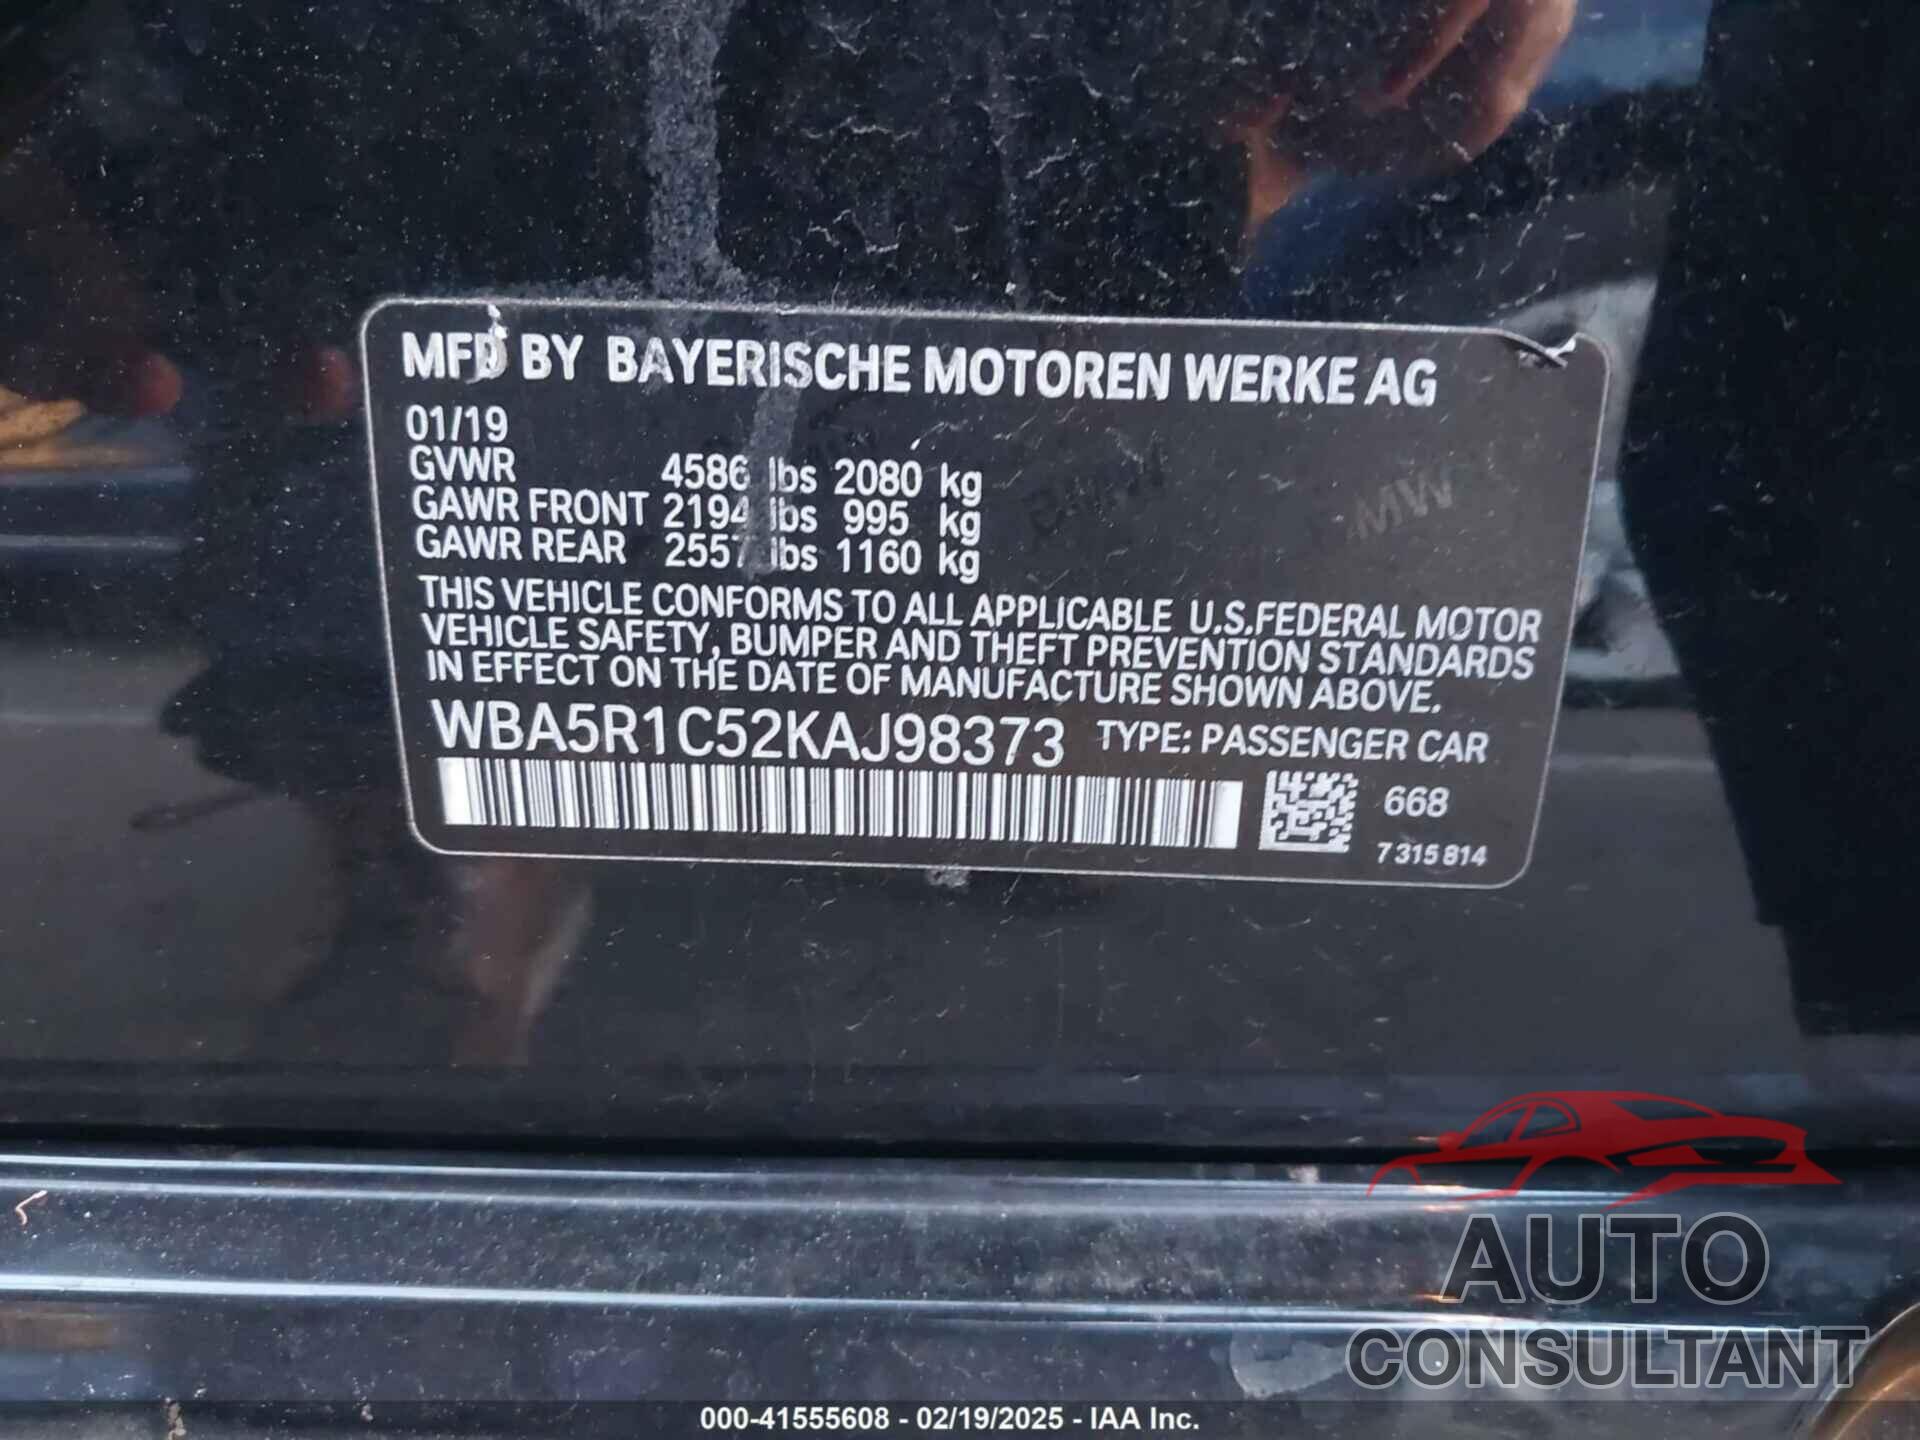 MFD BY BAYERISCHE MOTOREN WERKE AG
01/19
GVWR 4586 lbs 2080 kg
GAWR FRONT 2194 lbs 995 kg
GAWR REAR 2557 lbs 1160 kg
THIS VEHICLE CONFORMS TO ALL APPLICABLE U.S.FEDERAL MOTOR
VEHICLE SAFETY, BUMPER AND THEFT PREVENTION STANDARDS
IN EFFECT ON THE DATE OF MANUFACTURE SHOWN ABOVE.
WBA5R1C52KAJ98373 TYPE: PASSENGER CAR
668
7 315 814
AUTO
CONSULTANT
000-41555608 - 02/19/2025 - IAA Inc.